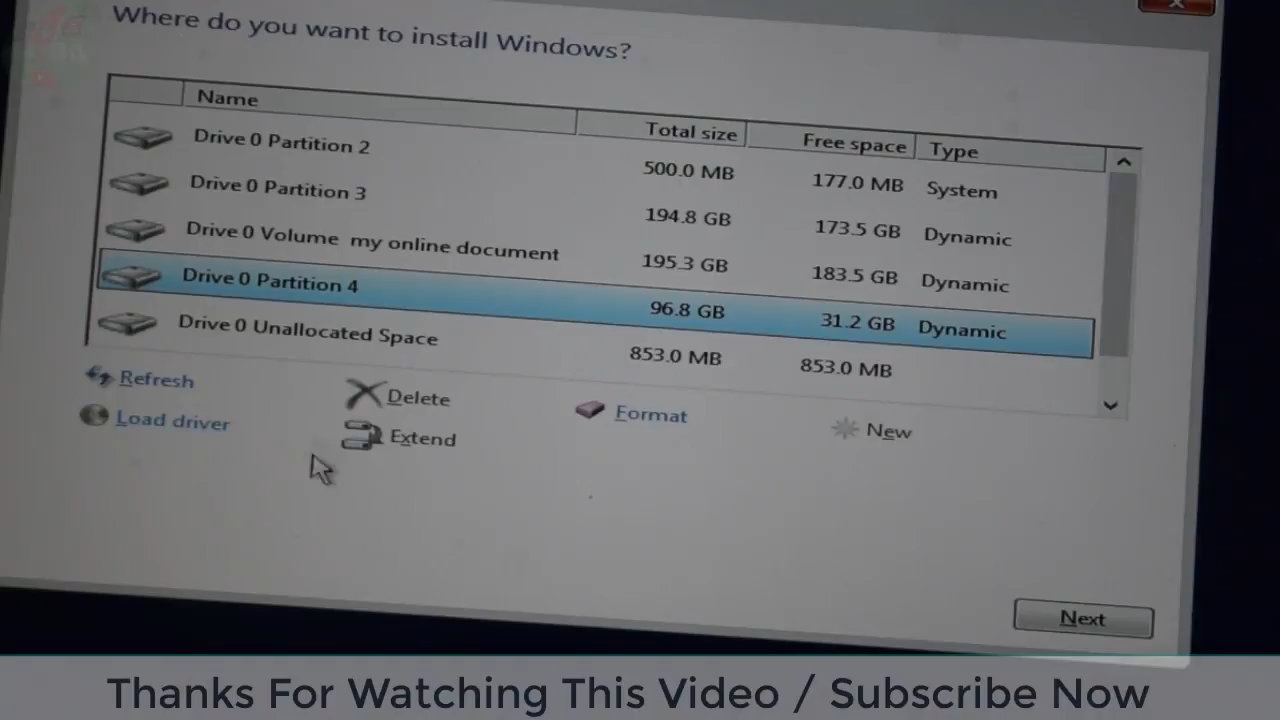 Where do you want to install Windows?
Name Total size Free space Type
Drive 0 Partition 2 500.0 MB 177.0 MB System
Drive 0 Partition 3 194.8 GB 173.5 GB Dynamic
Drive 0 Volume my online document 195.3 GB 183.5 GB Dynamic
Drive 0 Partition 4 96.8 GB 31.2 GB Dynamic
Drive 0 Unallocated Space 853.0 MB 853.0 MB
Refresh Delete Format New
Load driver Extend
Next
Thanks For Watching This Video / Subscribe Now